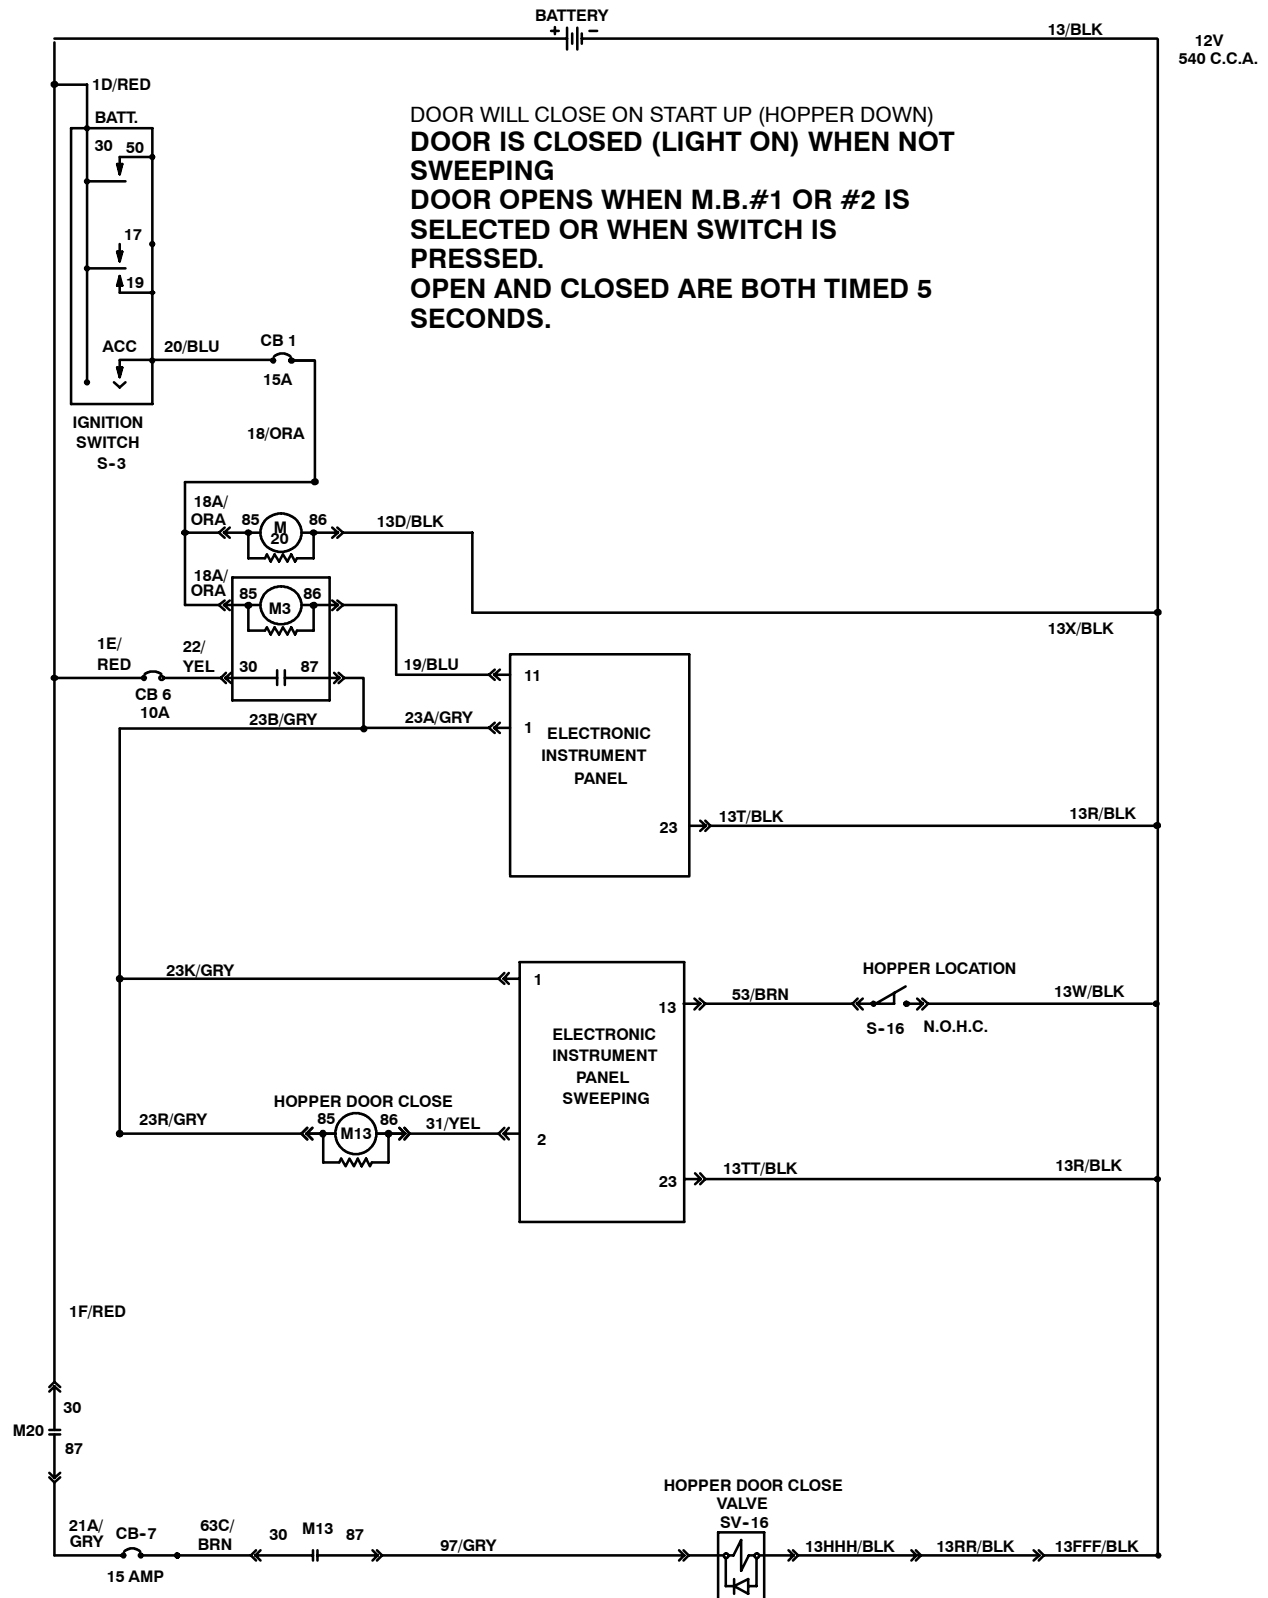 BATTERY
+ −
13/BLK
12V
540 C.C.A.
1D/RED
BATT.
30 50
17
19
ACC
20/BLU
CB 1
15A
IGNITION
SWITCH
S-3
18/ORA
DOOR WILL CLOSE ON START UP (HOPPER DOWN)
DOOR IS CLOSED (LIGHT ON) WHEN NOT
SWEEPING
DOOR OPENS WHEN M.B.#1 OR #2 IS
SELECTED OR WHEN SWITCH IS
PRESSED.
OPEN AND CLOSED ARE BOTH TIMED 5
SECONDS.
18A/
ORA
85
M
20
86
13D/BLK
18A/
ORA
85
M3
86
13X/BLK
1E/
RED
22/
YEL
30
87
CB 6
10A
19/BLU
11
23B/GRY
23A/GRY
1
ELECTRONIC
INSTRUMENT
PANEL
23
13T/BLK
13R/BLK
23K/GRY
1
HOPPER LOCATION
13
53/BRN
13W/BLK
S-16 N.O.H.C.
ELECTRONIC
INSTRUMENT
PANEL
SWEEPING
HOPPER DOOR CLOSE
23R/GRY
85
M13
86
31/YEL
2
23
13TT/BLK
13R/BLK
1F/RED
30
M20
87
HOPPER DOOR CLOSE
VALVE
SV-16
21A/
GRY
CB-7
15 AMP
63C/
BRN
30
M13
87
97/GRY
13HHH/BLK
13RR/BLK
13FFF/BLK